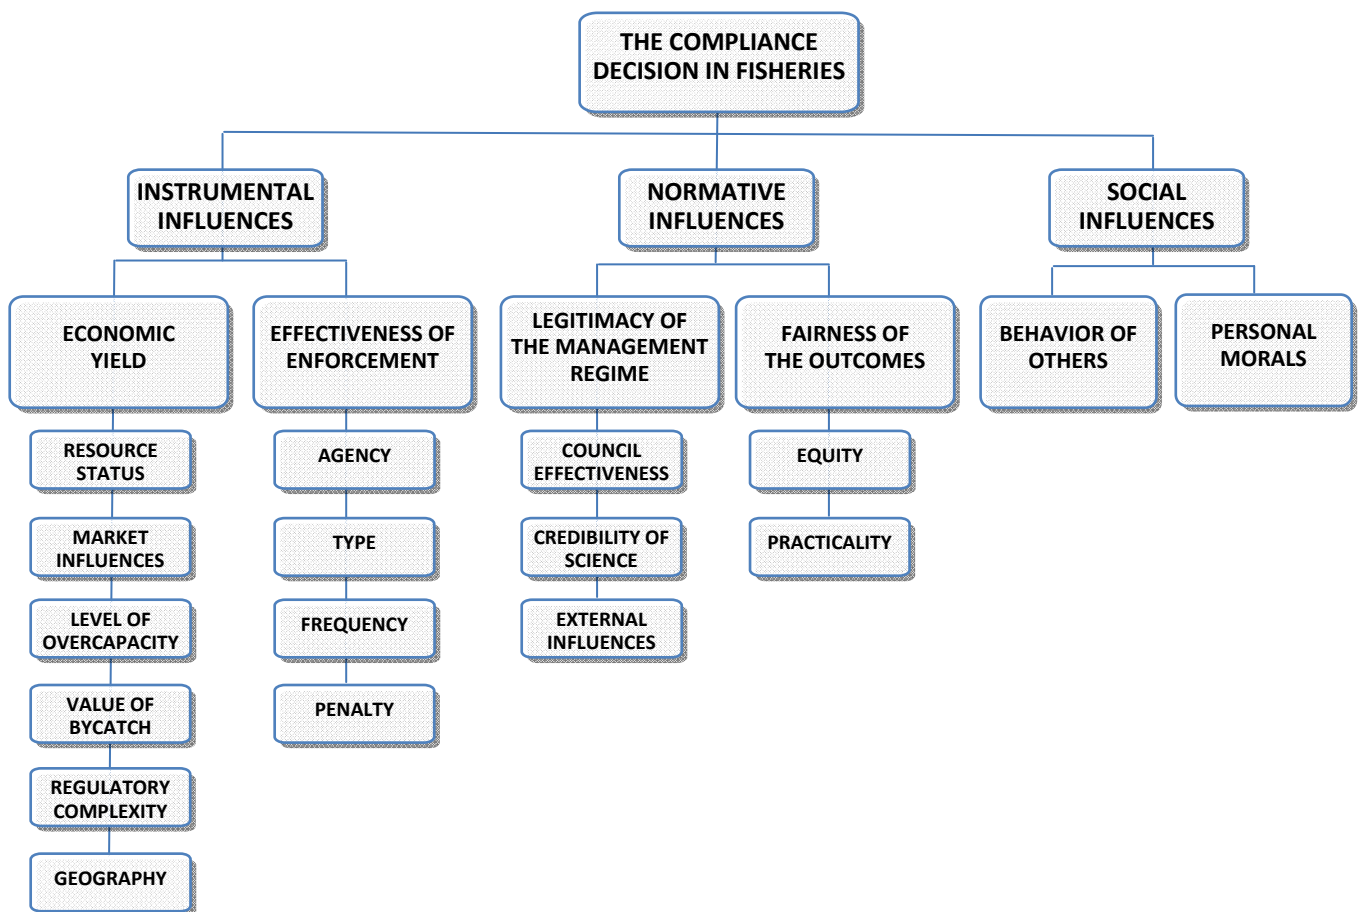 THE COMPLIANCE
DECISION IN FISHERIES
INSTRUMENTAL
INFLUENCES
NORMATIVE
INFLUENCES
SOCIAL
INFLUENCES
ECONOMIC
YIELD
EFFECTIVENESS OF
ENFORCEMENT
LEGITIMACY OF
THE MANAGEMENT
REGIME
FAIRNESS OF
THE OUTCOMES
BEHAVIOR OF
OTHERS
PERSONAL
MORALS
RESOURCE
STATUS
MARKET
INFLUENCES
LEVEL OF
OVERCAPACITY
VALUE OF
BYCATCH
REGULATORY
COMPLEXITY
GEOGRAPHY
AGENCY
TYPE
FREQUENCY
PENALTY
COUNCIL
EFFECTIVENESS
CREDIBILITY OF
SCIENCE
EXTERNAL
INFLUENCES
EQUITY
PRACTICALITY